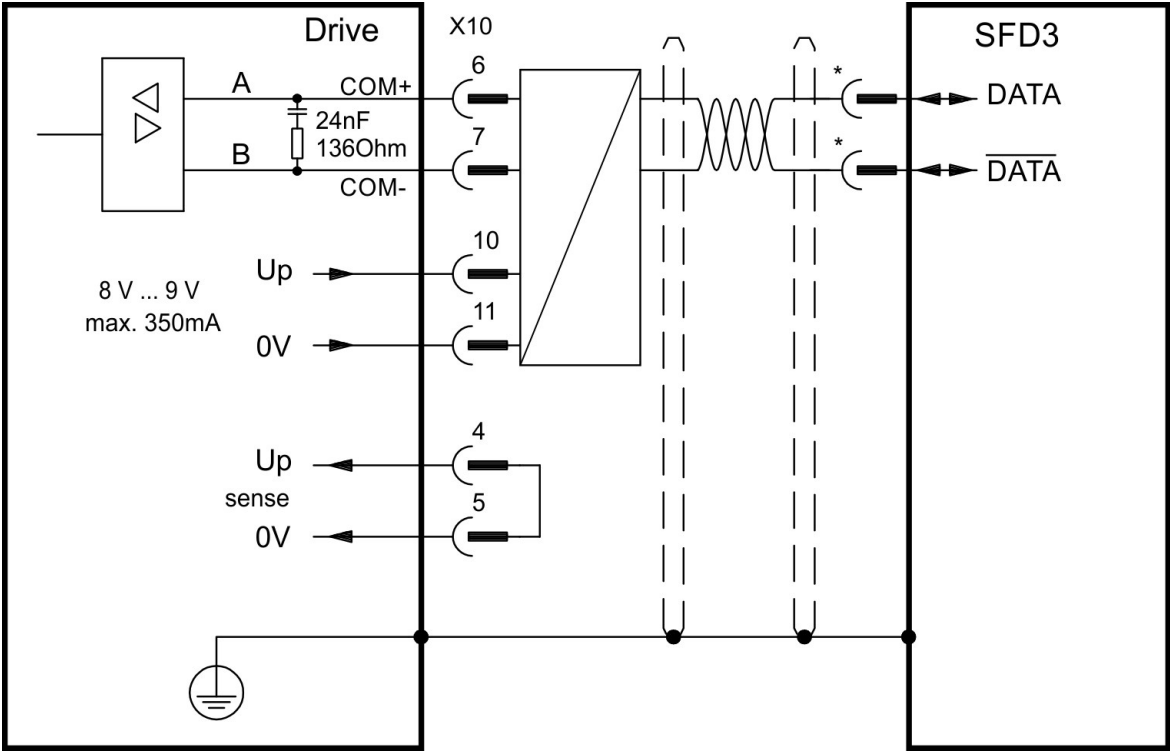 Drive
X10
SFD3
6
*
A
COM+
DATA
24nF
136Ohm
7
*
B
COM-
DATA
10
Up
8 V ... 9 V
max. 350mA
11
0V
4
Up
sense
5
0V